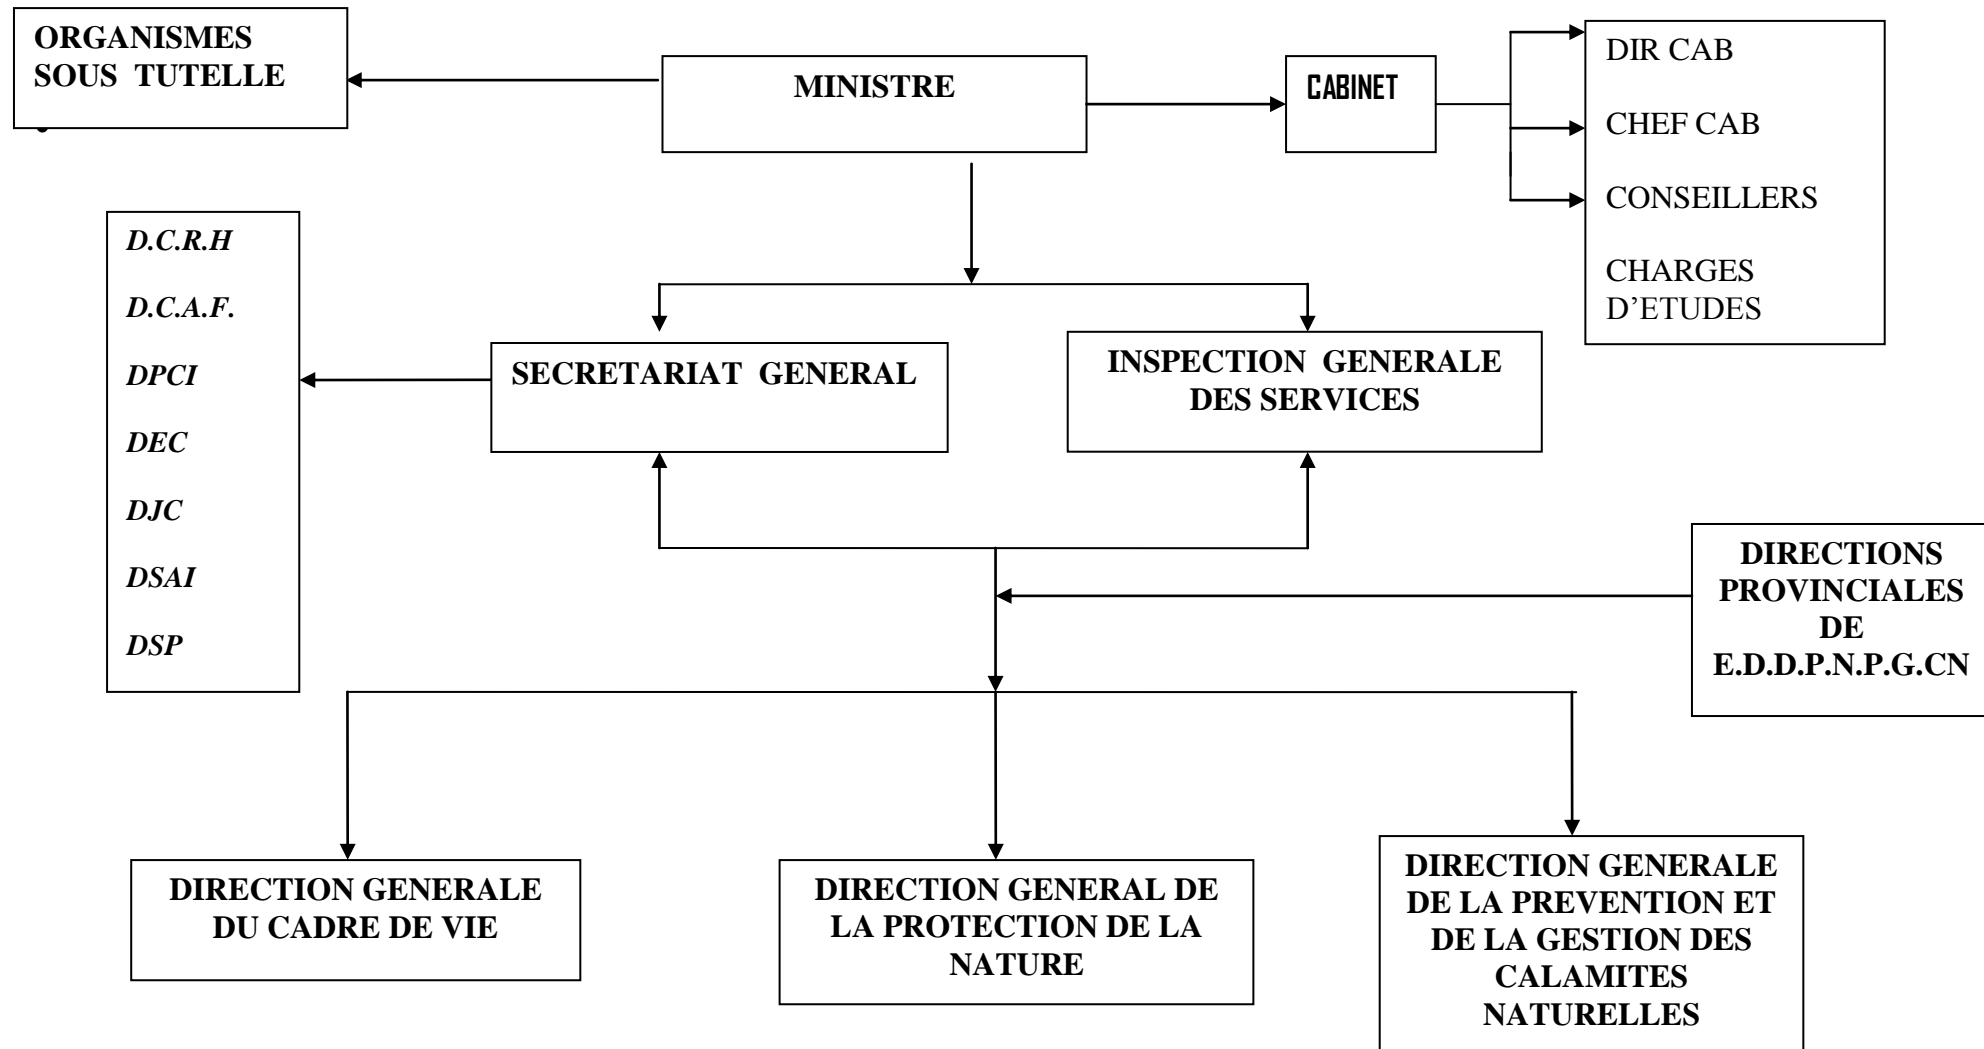 ORGANISMES
SOUS TUTELLE
MINISTRE
CABINET
DIR CAB
CHEF CAB
CONSEILLERS
CHARGES
D’ETUDES
D.C.R.H
D.C.A.F.
DPCI
DEC
DJC
DSAI
DSP
SECRETARIAT GENERAL
INSPECTION GENERALE
DES SERVICES
DIRECTIONS
PROVINCIALES
DE
E.D.D.P.N.P.G.CN
DIRECTION GENERALE
DU CADRE DE VIE
DIRECTION GENERAL DE
LA PROTECTION DE LA
NATURE
DIRECTION GENERALE
DE LA PREVENTION ET
DE LA GESTION DES
CALAMITES
NATURELLES